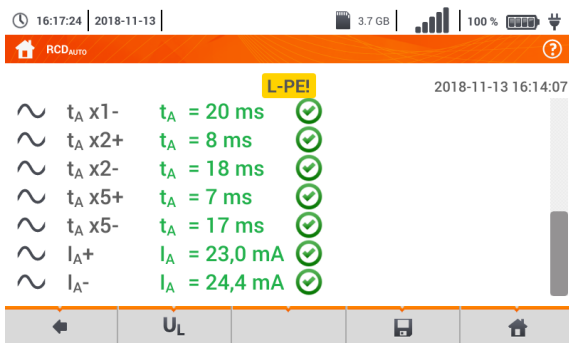 16:17:24 2018-11-13 3.7 GB 100 %
RCDAUTO ?
L-PE! 2018-11-13 16:14:07
tA x1- tA = 20 ms
tA x2+ tA = 8 ms
tA x2- tA = 18 ms
tA x5+ tA = 7 ms
tA x5- tA = 17 ms
IA+ IA = 23,0 mA
IA- IA = 24,4 mA
UL